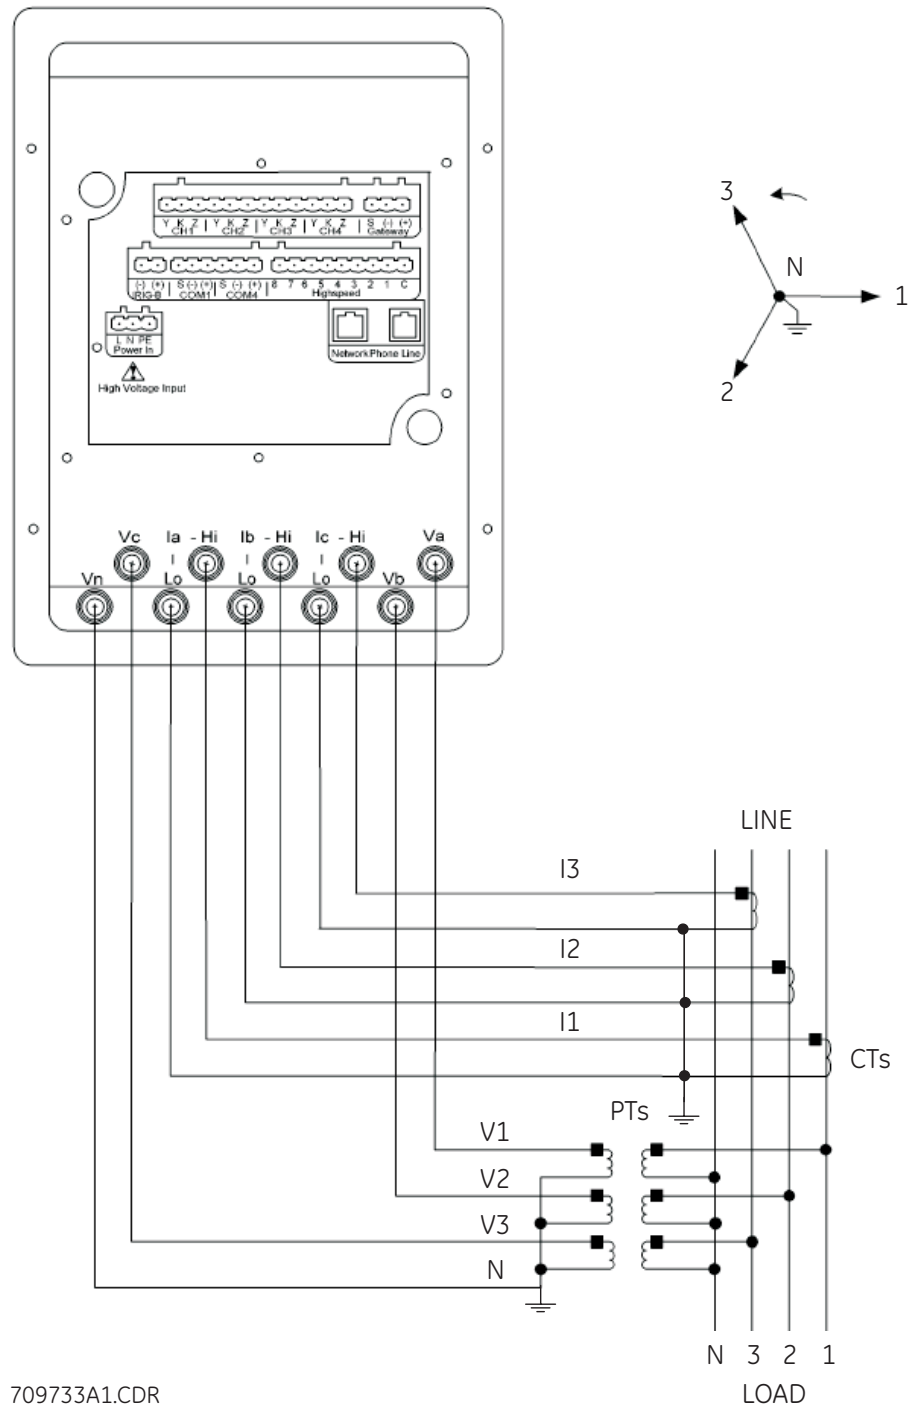 Y K Z | Y K Z | Y K Z | Y K Z S (-) (+)
CH1 CH2 CH3 CH4 Gateway
(-) (+) | S (-) (+) | S (-) (+) | 8 7 6 5 4 3 2 1 C
IRIG-B COM1 COM4 Highspeed
L N PE
Power In
Network Phone Line
High Voltage Input
3
N
1
2
Vc Ia - Hi Ib - Hi Ic - Hi Va
Vn Lo Lo Lo Vb
LINE
I3
I2
I1
CTs
PTs
V1
V2
V3
N
N 3 2 1
LOAD
709733A1.CDR